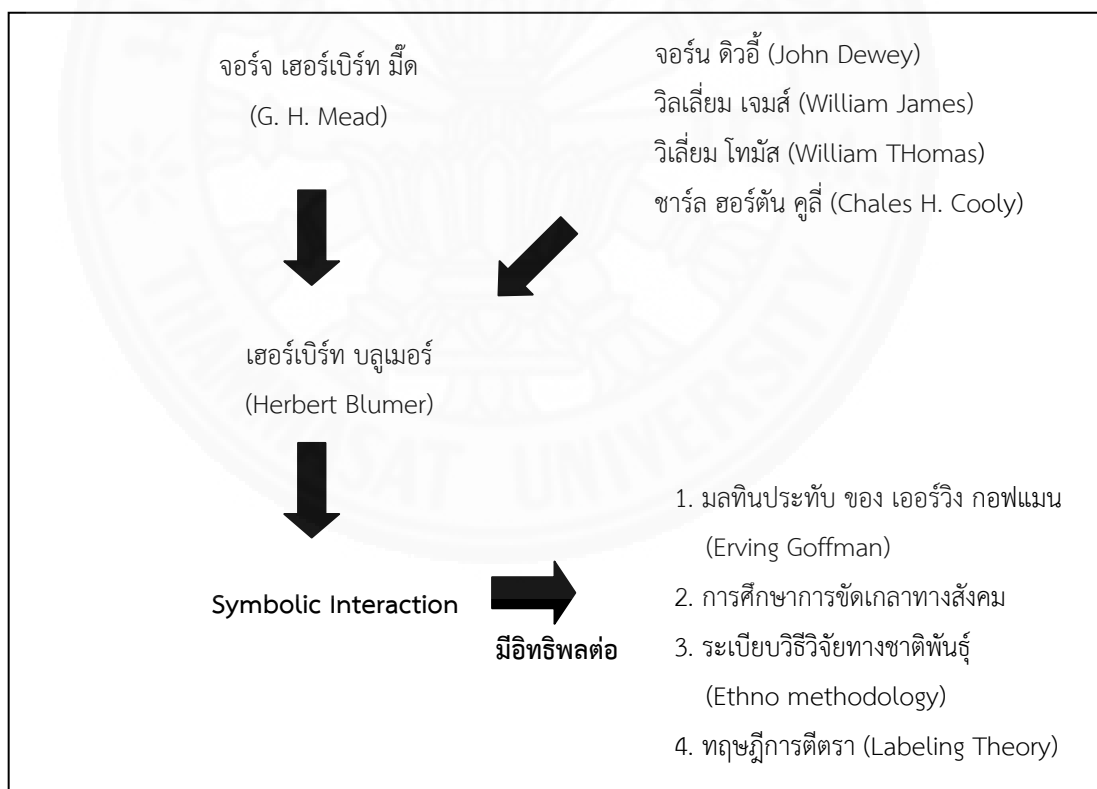 จอร์จ เฮอร์เบิร์ท มี๊ด
(G. H. Mead)
จอร์น ดิวอี้ (John Dewey)
วิลเลี่ยม เจมส์ (William James)
วิเลี่ยม โทมัส (William THomas)
ชาร์ล ฮอร์ตัน คูลี่ (Chales H. Cooly)
เฮอร์เบิร์ท บลูเมอร์
(Herbert Blumer)
Symbolic Interaction
มีอิทธิพลต่อ
1. มลทินประทับ ของ เออร์วิง กอฟแมน
(Erving Goffman)
2. การศึกษาการขัดเกลาทางสังคม
3. ระเบียบวิธีวิจัยทางชาติพันธุ์
(Ethno methodology)
4. ทฤษฎีการตีตรา (Labeling Theory)
THAMMASAT UNIVERSITY